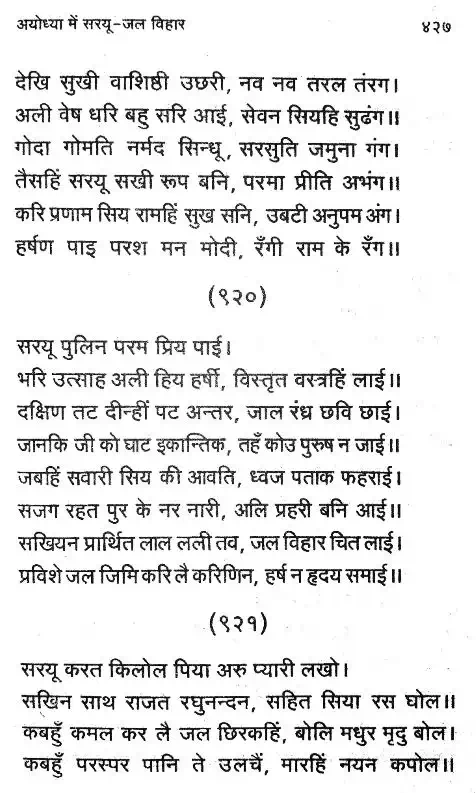 अयोध्या में सरयू-जल विहार ४२७
देखि सुखी वाशिष्ठी उछरी, नव नव तरल तंरग।
अली वेष धरि बहु सरि आई, सेवन सियहि सुढंग॥
गोदा गोमति नर्मद सिन्धू, सरसुति जमुना गंग।
तैसहिं सरयू सखी रूप बनि, परमा प्रीति अभंग॥
करि प्रणाम सिय रामहिं सुख सनि, उबटी अनुपम अंग।
हर्षण पाइ परश मन मोदी, रँगी राम के रँग॥
(९२०)
सरयू पुलिन परम प्रिय पाई।
भरि उत्साह अली हिय हर्षी, विस्तृत वस्त्रहिं लाई॥
दक्षिण तट दीन्हीं पट अन्तर, जाल रंध्र छवि छाई।
जानकि जी को घाट इकान्तिक, तहँ कोउ पुरुष न जाई॥
जबहिं सवारी सिय की आवति, ध्वज पताक फहराई।
सजग रहत पुर के नर नारी, अलि प्रहरी बनि आई॥
सखियन प्रार्थित लाल लली तव, जल विहार चित लाई।
प्रविशे जल जिमि करि लै करिणिन, हर्ष न हृदय समाई॥
(९२१)
सरयू करत किलोल पिया अरु प्यारी लखो।
सखिन साथ राजत रघुनन्दन, सहित सिया रस घोल॥
कबहुँ कमल कर लै जल छिरकहिं, बोलि मधुर मृदु बोल।
कबहुँ परस्पर पानि ते उलचैं, मारहिं नयन कपोल॥